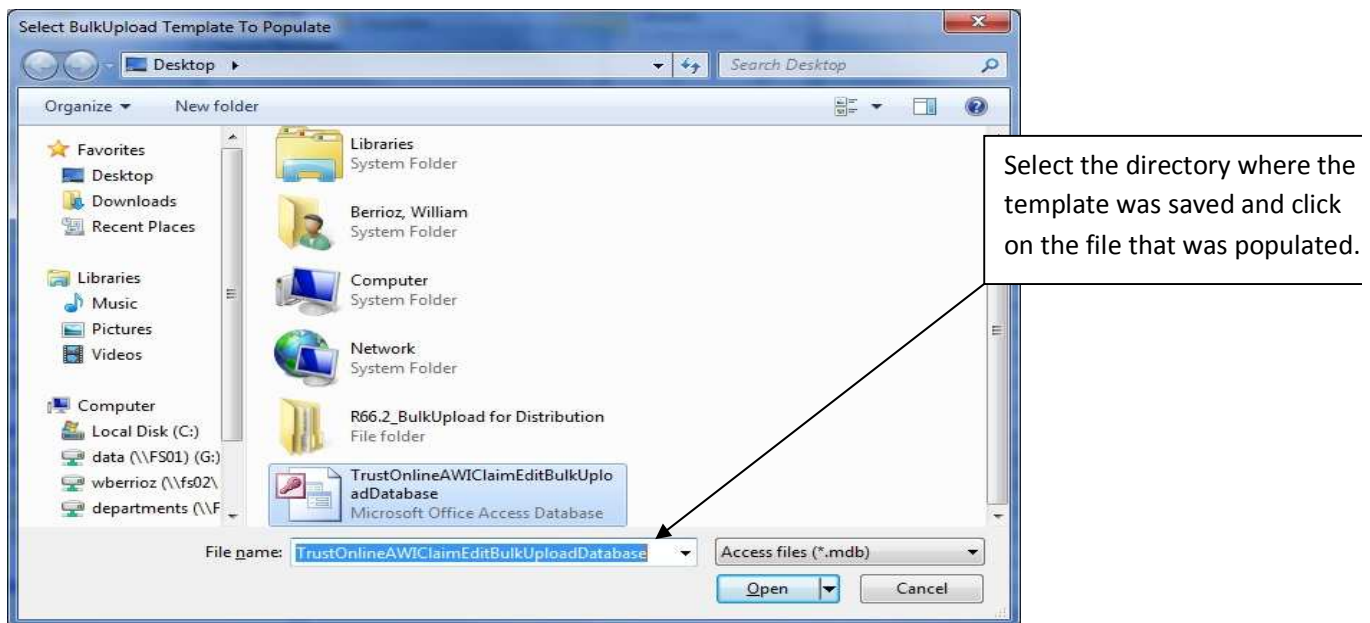 Select BulkUpload Template To Populate
Desktop
Search Desktop
Organize
New folder
Favorites
Desktop
Downloads
Recent Places
Libraries
Music
Pictures
Videos
Computer
Local Disk (C:)
data (\\FS01) (G:)
wberrioz (\\fs02\
departments (\\F
Libraries
System Folder
Berrioz, William
System Folder
Computer
System Folder
Network
System Folder
R66.2_BulkUpload for Distribution
File folder
TrustOnlineAWIClaimEditBulkUplo
adDatabase
Microsoft Office Access Database
Select the directory where the
template was saved and click
on the file that was populated.
File name: TrustOnlineAWIClaimEditBulkUploadDatabase
Access files (*.mdb)
Open
Cancel